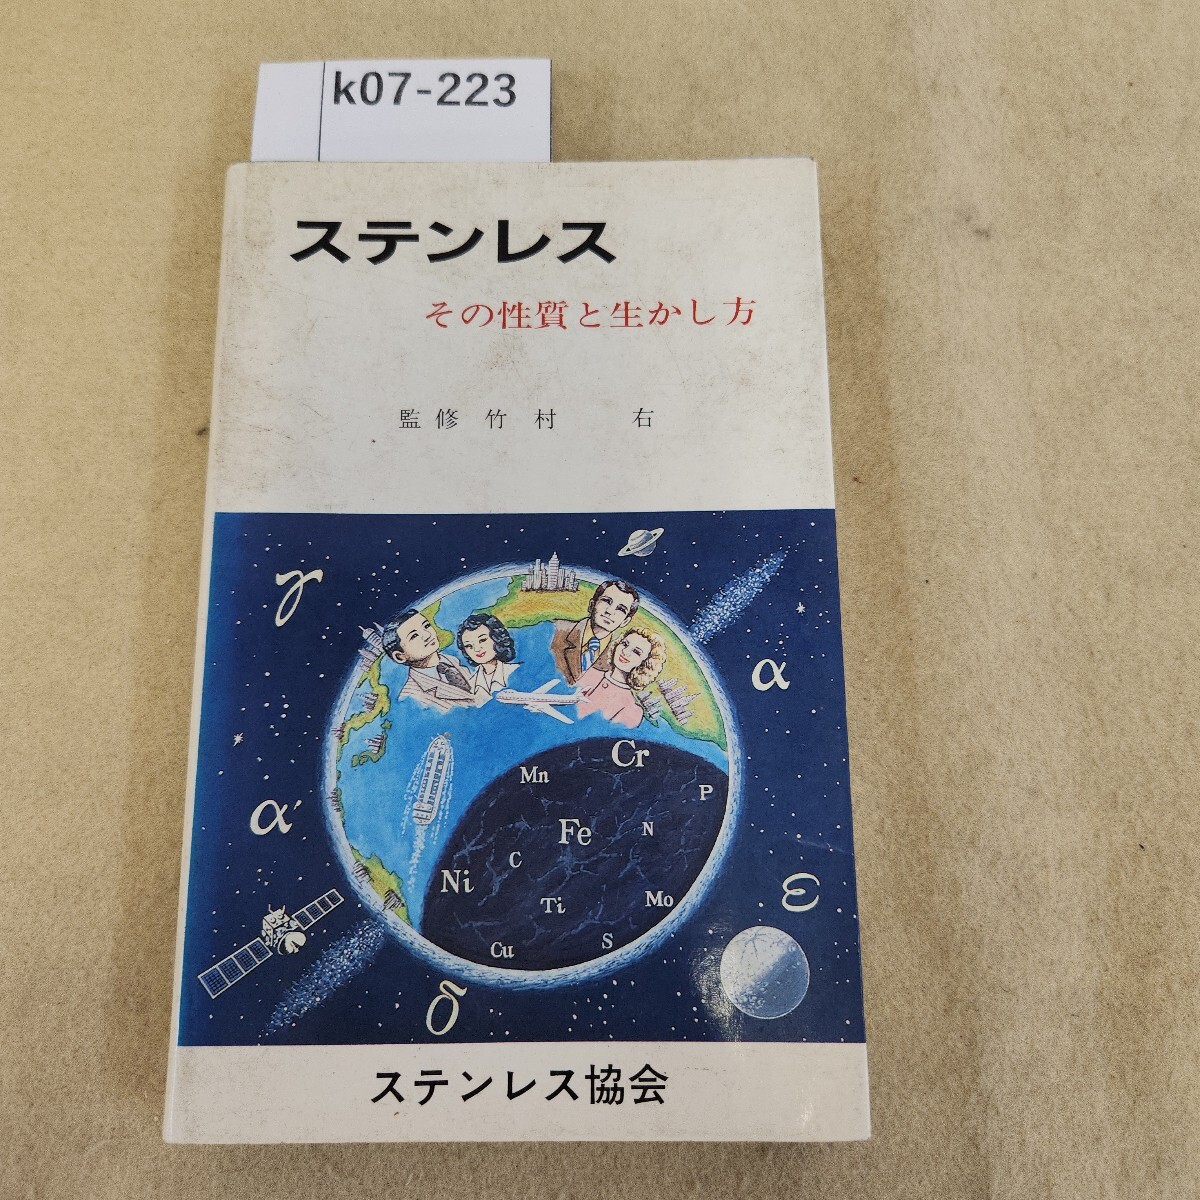 k07-223
ステンレス
その性質と生かし方
監修 竹村 右
γ
α
Cr
Mn
P
Fe
N
α'
C
Ni
Ti
Mo
ε
Cu
S
δ
ステンレス協会